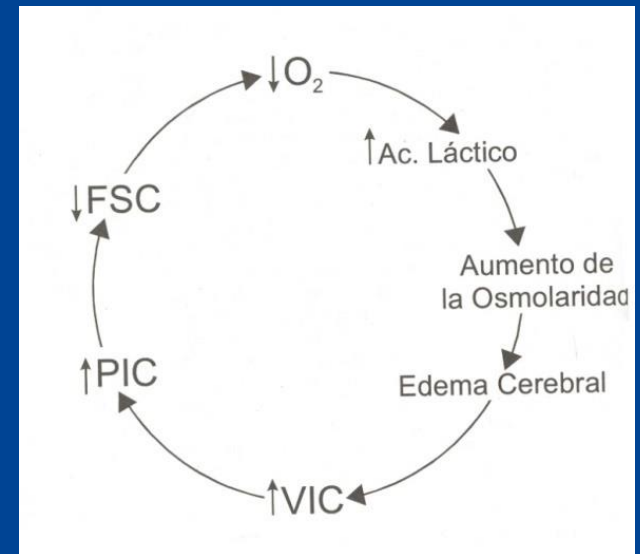 ↓O₂
↑Ac. Láctico
Aumento de
la Osmolaridad
Edema Cerebral
↑VIC
↑PIC
↓FSC